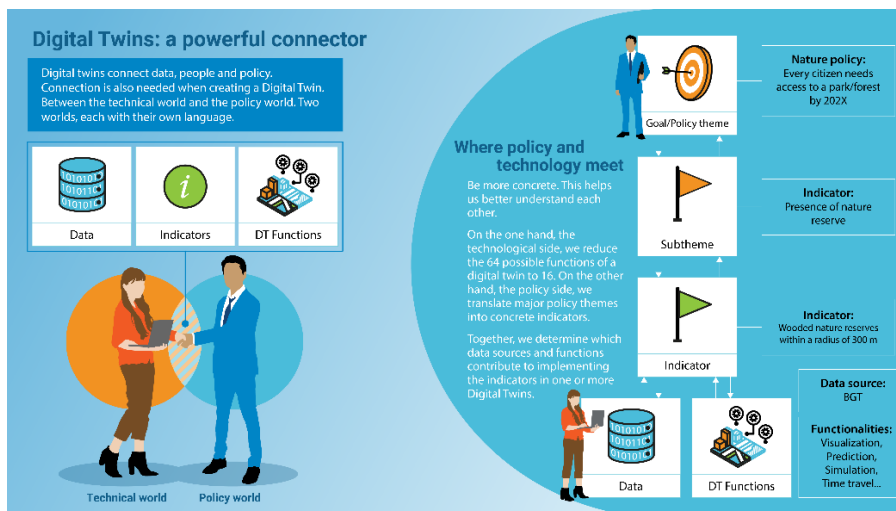 Digital Twins: a powerful connector
Digital twins connect data, people and policy.
Connection is also needed when creating a Digital Twin.
Between the technical world and the policy world. Two
worlds, each with their own language.
1010101
1010110
0101010
i
Data
Indicators
DT Functions
Technical world
Policy world
Where policy and
technology meet
Be more concrete. This helps
us better understand each
other.
On the one hand, the
technological side, we reduce
the 64 possible functions of a
digital twin to 16. On the other
hand, the policy side, we
translate major policy themes
into concrete indicators.
Together, we determine which
data sources and functions
contribute to implementing
the indicators in one or more
Digital Twins.
Goal/Policy theme
Subtheme
Indicator
1010101
1010110
0101010
Data
DT Functions
Nature policy:
Every citizen needs
access to a park/forest
by 202X
Indicator:
Presence of nature
reserve
Indicator:
Wooded nature reserves
within a radius of 300 m
Data source:
BGT
Functionalities:
Visualization,
Prediction,
Simulation,
Time travel...